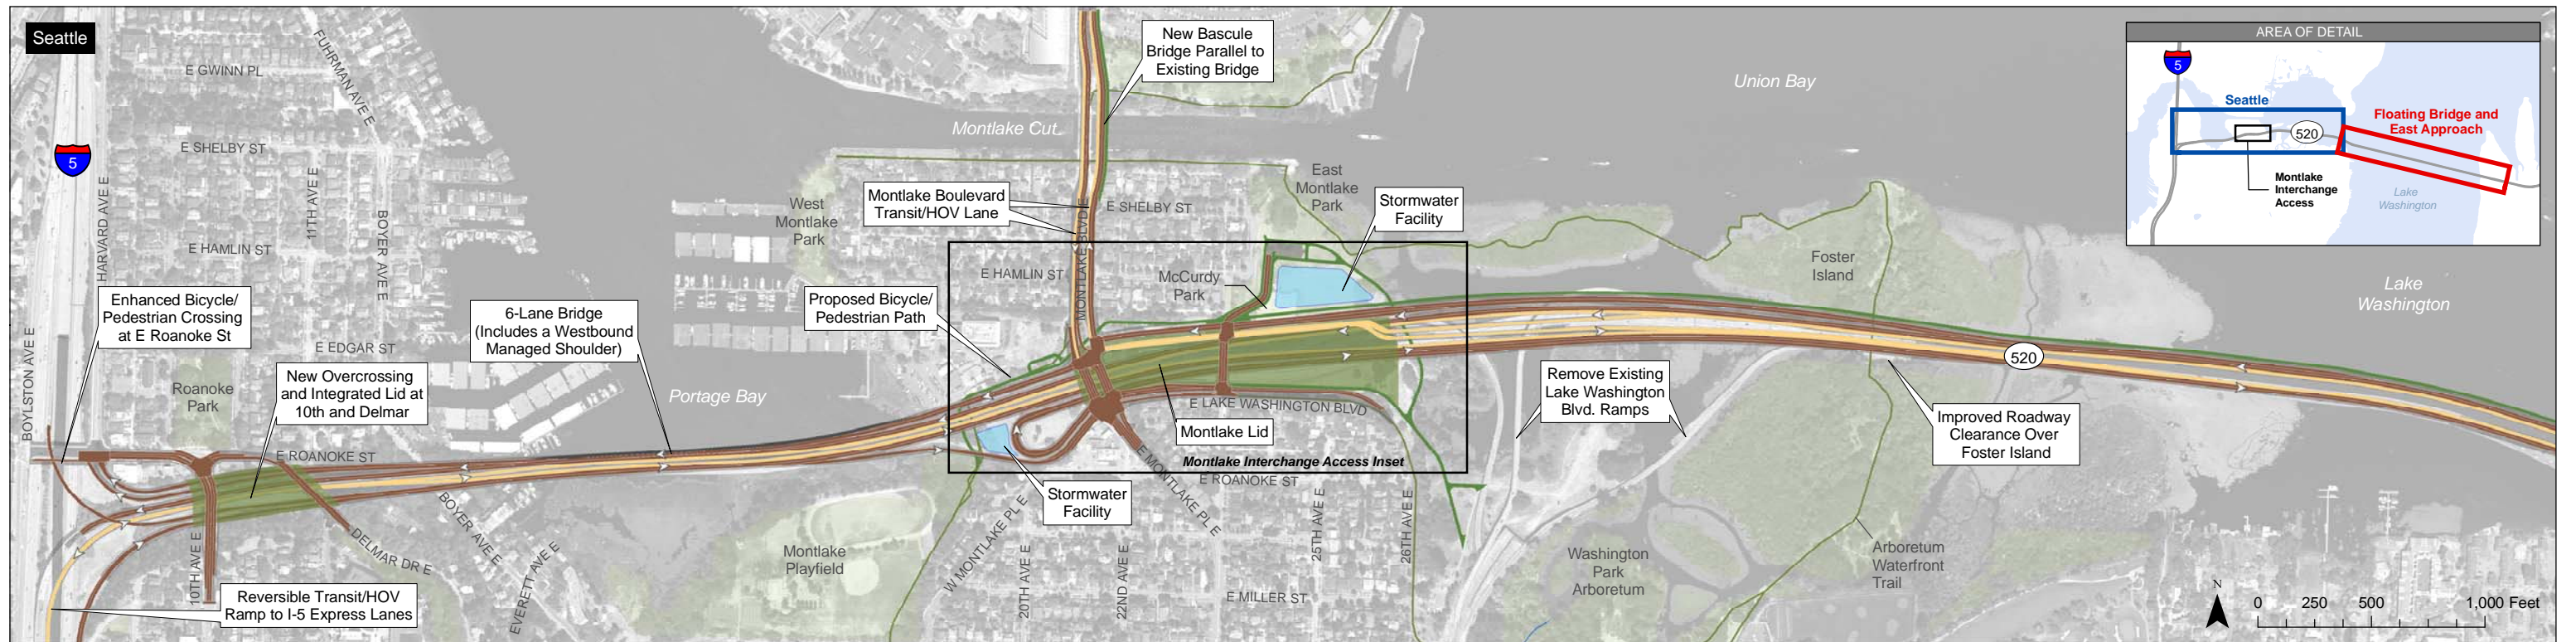 Seattle
E GWINN PL
FUHRMAN AVE E
5
E SHELBY ST
HARVARD AVE E
11TH AVE E
BOYER AVE E
E HAMLIN ST
Enhanced Bicycle/
Pedestrian Crossing
at E Roanoke St
BOYLSTON AVE E
E EDGAR ST
Roanoke
Park
New Overcrossing
and Integrated Lid at
10th and Delmar
6-Lane Bridge
(Includes a Westbound
Managed Shoulder)
Portage Bay
E ROANOKE ST
10TH AVE E
DELMAR DR E
BOYER AVE E
EVERETT AVE E
Reversible Transit/HOV
Ramp to I-5 Express Lanes
New Bascule
Bridge Parallel to
Existing Bridge
Montlake Cut
West
Montlake
Park
Montlake Boulevard
Transit/HOV Lane
E SHELBY ST
East
Montlake
Park
Stormwater
Facility
MONTLAKE BLVD E
E HAMLIN ST
McCurdy
Park
Proposed Bicycle/
Pedestrian Path
E LAKE WASHINGTON BLVD
Montlake Lid
Montlake Interchange Access Inset
E ROANOKE ST
Stormwater
Facility
E MONTLAKE PL E
W MONTLAKE PL E
Montlake
Playfield
20TH AVE E
22ND AVE E
25TH AVE E
26TH AVE E
E MILLER ST
Union Bay
Foster
Island
Remove Existing
Lake Washington
Blvd. Ramps
520
Improved Roadway
Clearance Over
Foster Island
Washington
Park
Arboretum
Arboretum
Waterfront
Trail
Lake
Washington
AREA OF DETAIL
5
Seattle
520
Floating Bridge and
East Approach
Montlake
Interchange
Access
Lake
Washington
N
0 250 500 1,000 Feet